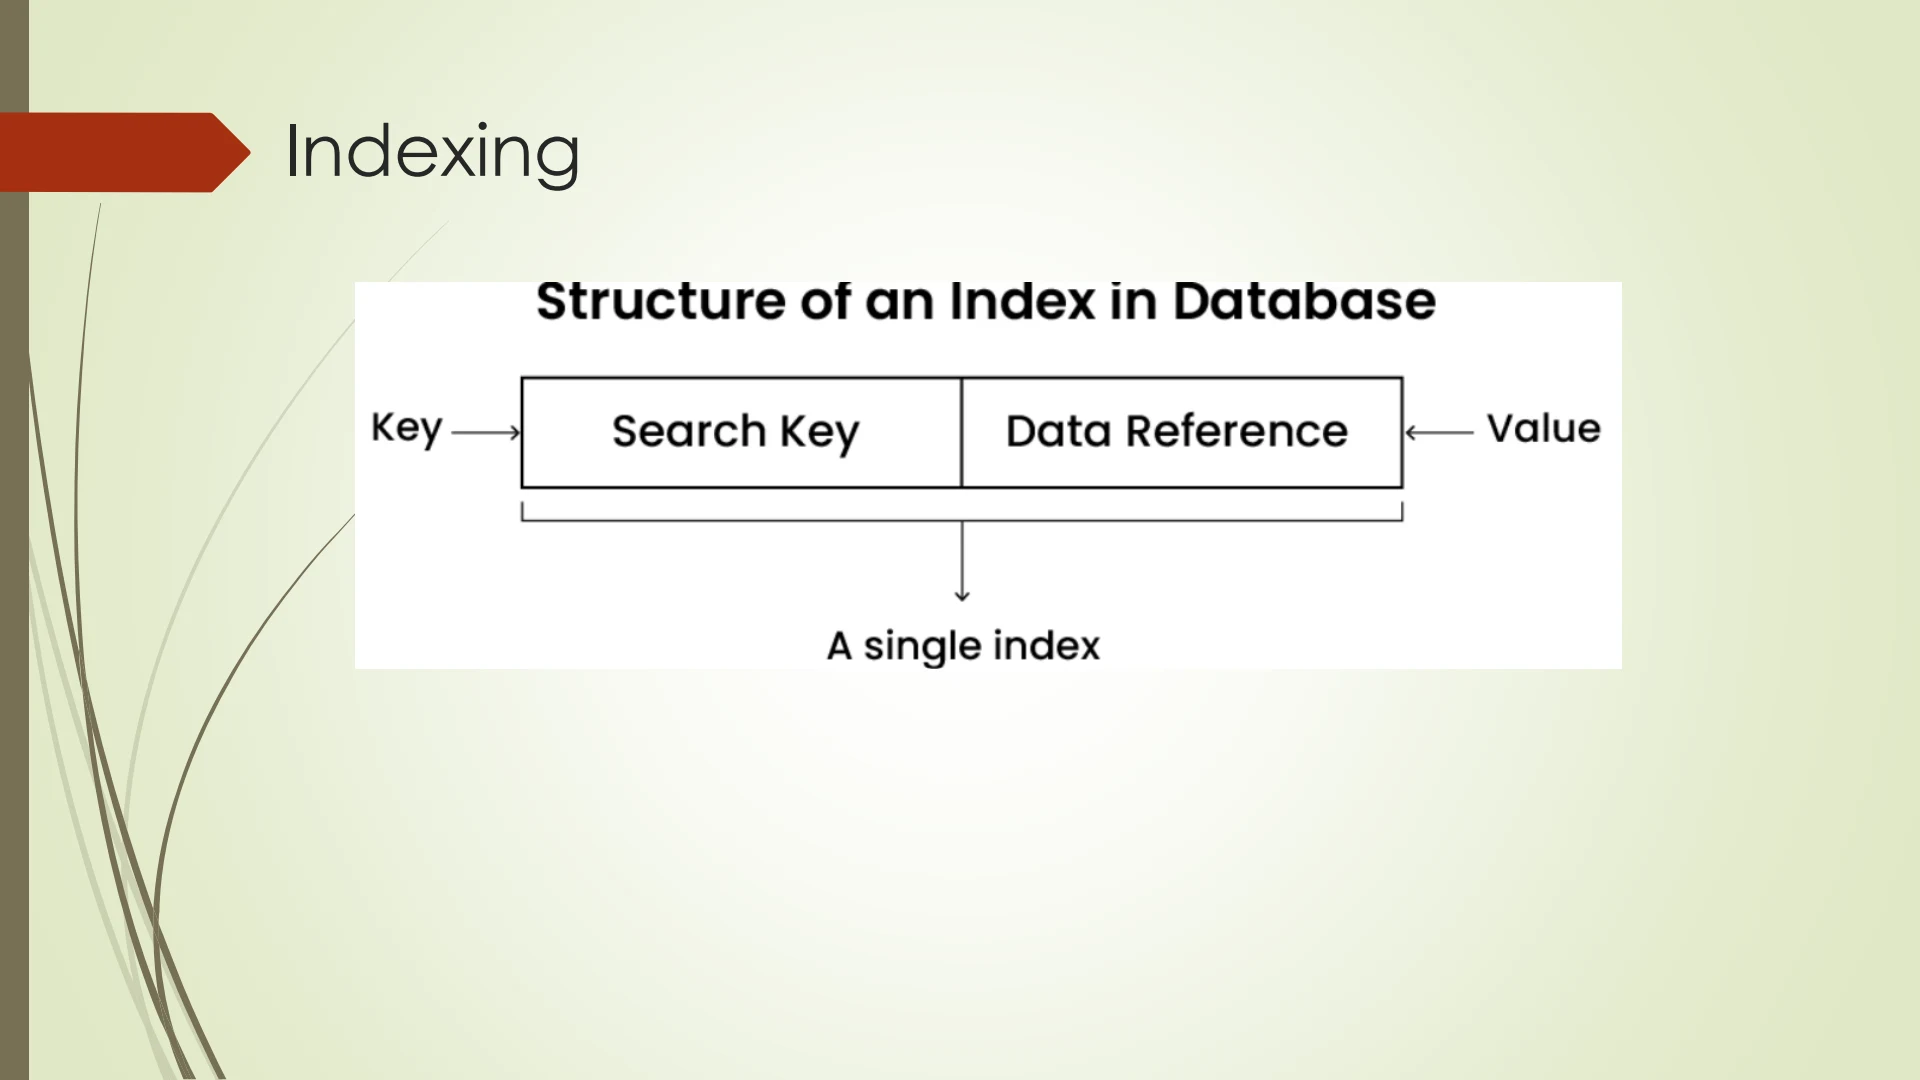 Indexing
Structure of an Index in Database
Key
Search Key
Data Reference
Value
A single index